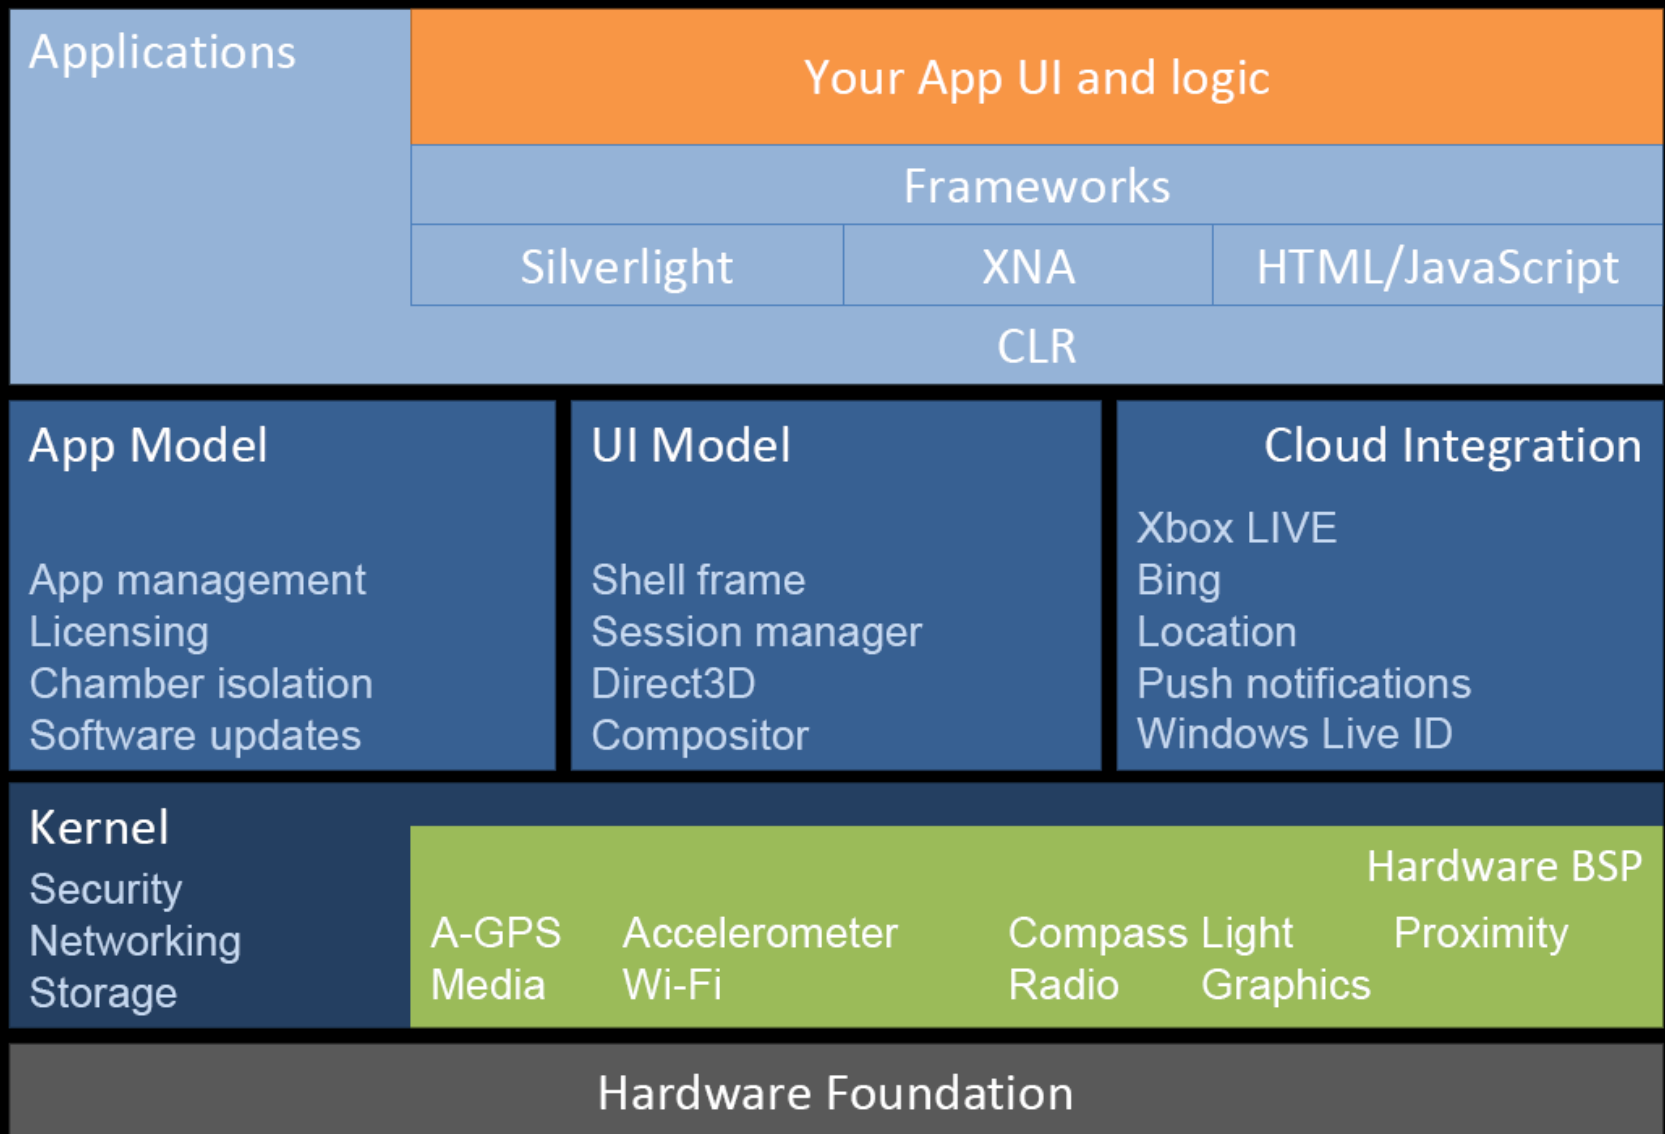 Applications
Your App UI and logic
Frameworks
Silverlight
XNA
HTML/JavaScript
CLR
App Model
App management
Licensing
Chamber isolation
Software updates
UI Model
Shell frame
Session manager
Direct3D
Compositor
Cloud Integration
Xbox LIVE
Bing
Location
Push notifications
Windows Live ID
Kernel
Security
Networking
Storage
Hardware BSP
A-GPS Accelerometer Compass Light Proximity
Media Wi-Fi Radio Graphics
Hardware Foundation